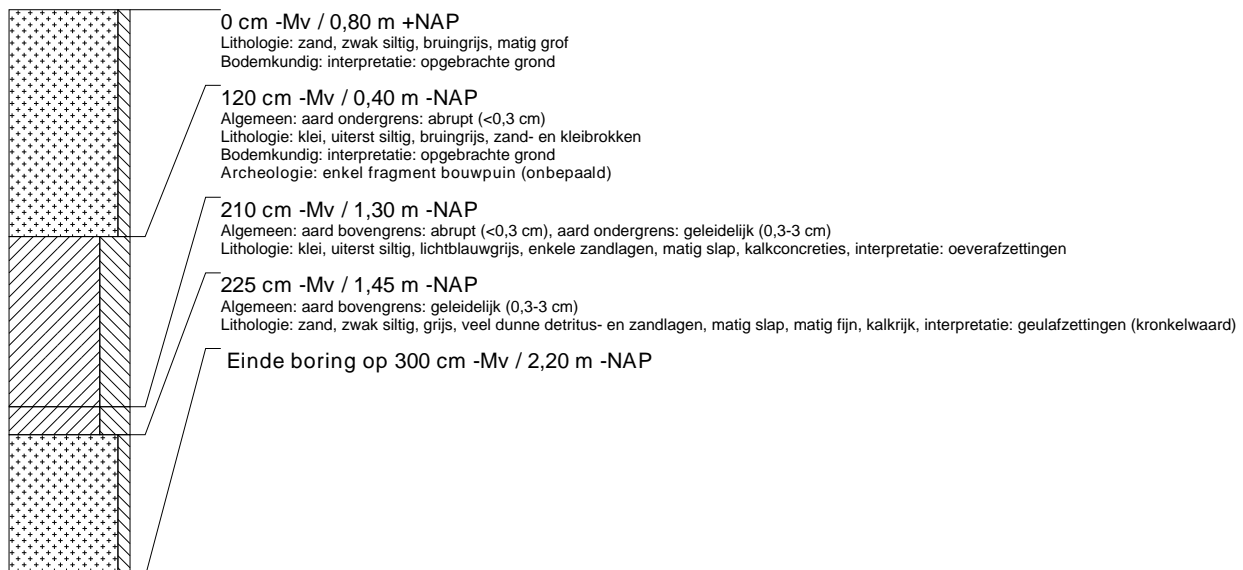 0 cm -Mv / 0,80 m +NAP
Lithologie: zand, zwak siltig, bruingrijs, matig grof
Bodemkundig: interpretatie: opgebrachte grond
120 cm -Mv / 0,40 m -NAP
Algemeen: aard ondergrens: abrupt (<0,3 cm)
Lithologie: klei, uiterst siltig, bruingrijs, zand- en kleibrokken
Bodemkundig: interpretatie: opgebrachte grond
Archeologie: enkel fragment bouwpuin (onbepaald)
210 cm -Mv / 1,30 m -NAP
Algemeen: aard bovengrens: abrupt (<0,3 cm), aard ondergrens: geleidelijk (0,3-3 cm)
Lithologie: klei, uiterst siltig, lichtblauwgrijs, enkele zandlagen, matig slap, kalkconcreties, interpretatie: oeverafzettingen
225 cm -Mv / 1,45 m -NAP
Algemeen: aard bovengrens: geleidelijk (0,3-3 cm)
Lithologie: zand, zwak siltig, grijs, veel dunne detritus- en zandlagen, matig slap, matig fijn, kalkrijk, interpretatie: geulafzettingen (kronkelwaard)
Einde boring op 300 cm -Mv / 2,20 m -NAP